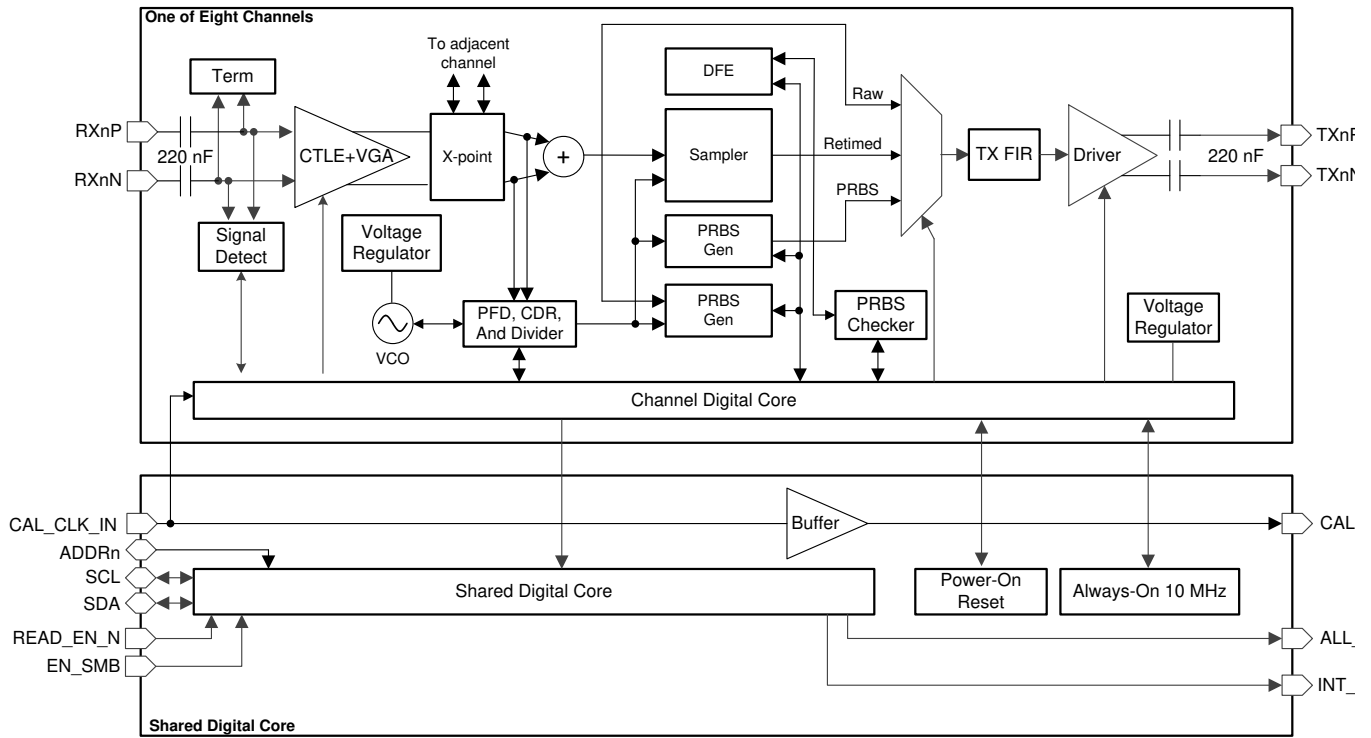 One of Eight Channels
To adjacent
channel
Term
DFE
Raw
RXnP
220 nF
RXnN
CTLE+VGA
X-point
+
Sampler
Retimed
PRBS
TX FIR
Driver
220 nF
Signal
Detect
Voltage
Regulator
PRBS
Gen
VCO
PFD, CDR,
And Divider
PRBS
Gen
PRBS
Checker
Voltage
Regulator
Channel Digital Core
CAL_CLK_IN
Buffer
CAL
ADDRn
SCL
SDA
Shared Digital Core
Power-On
Reset
Always-On 10 MHz
READ_EN_N
EN_SMB
ALL_
INT_
Shared Digital Core